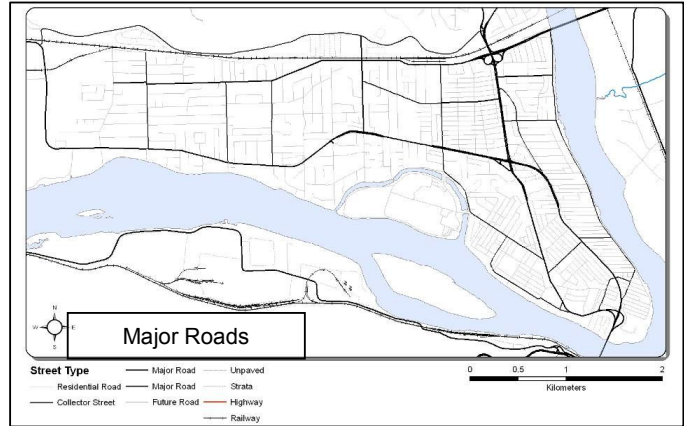 N
W E
S
Major Roads
Street Type
Residential Road
Collector Street
Major Road
Major Road
Future Road
Unpaved
Strata
Highway
Railway
0 0.5 1 2
Kilometers